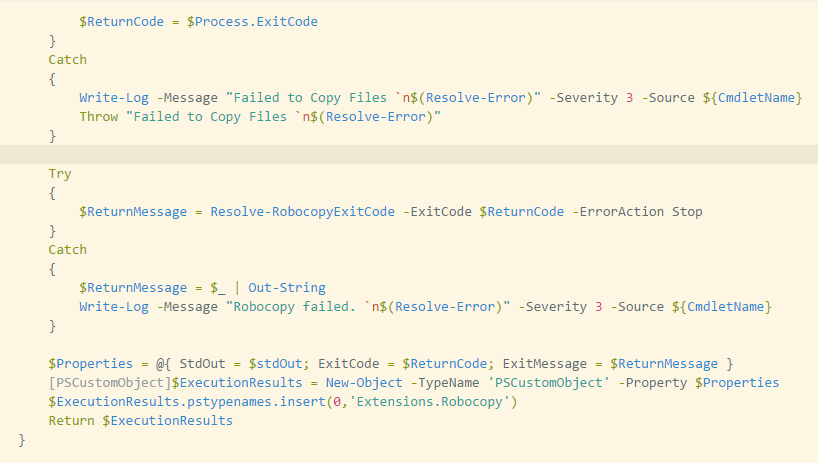 $ReturnCode = $Process.ExitCode
}
Catch
{
Write-Log -Message "Failed to Copy Files `n$(Resolve-Error)" -Severity 3 -Source ${CmdletName}
Throw "Failed to Copy Files `n$(Resolve-Error)"
}
Try
{
$ReturnMessage = Resolve-RobocopyExitCode -ExitCode $ReturnCode -ErrorAction Stop
}
Catch
{
$ReturnMessage = $_ | Out-String
Write-Log -Message "Robocopy failed. `n$(Resolve-Error)" -Severity 3 -Source ${CmdletName}
}
$Properties = @{ StdOut = $stdOut; ExitCode = $ReturnCode; ExitMessage = $ReturnMessage }
[PSCustomObject]$ExecutionResults = New-Object -TypeName 'PSCustomObject' -Property $Properties
$ExecutionResults.pstypenames.insert(0,'Extensions.Robocopy')
Return $ExecutionResults
}